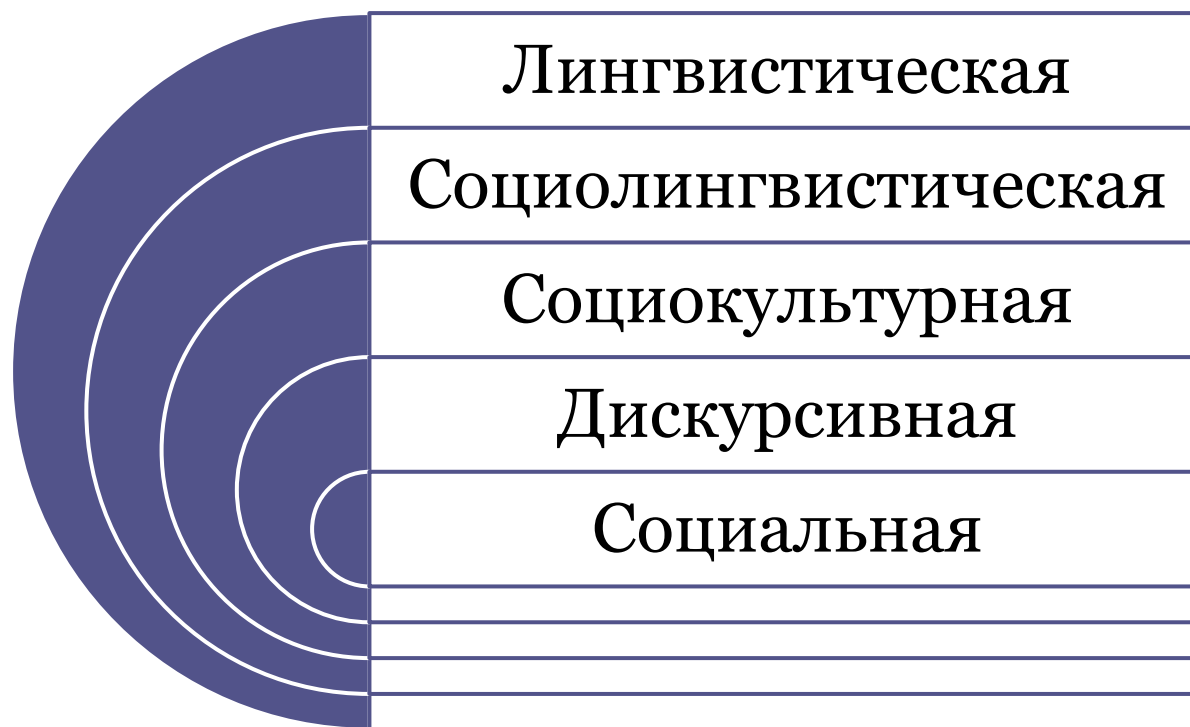 Лингвистическая
Социолингвистическая
Социокультурная
Дискурсивная
Социальная